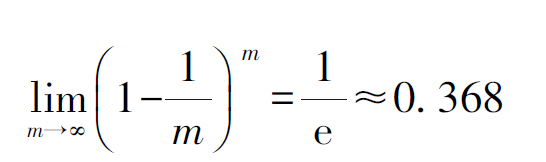 lim m→∞ (1 − 1/m)^m = 1/e ≈ 0. 368